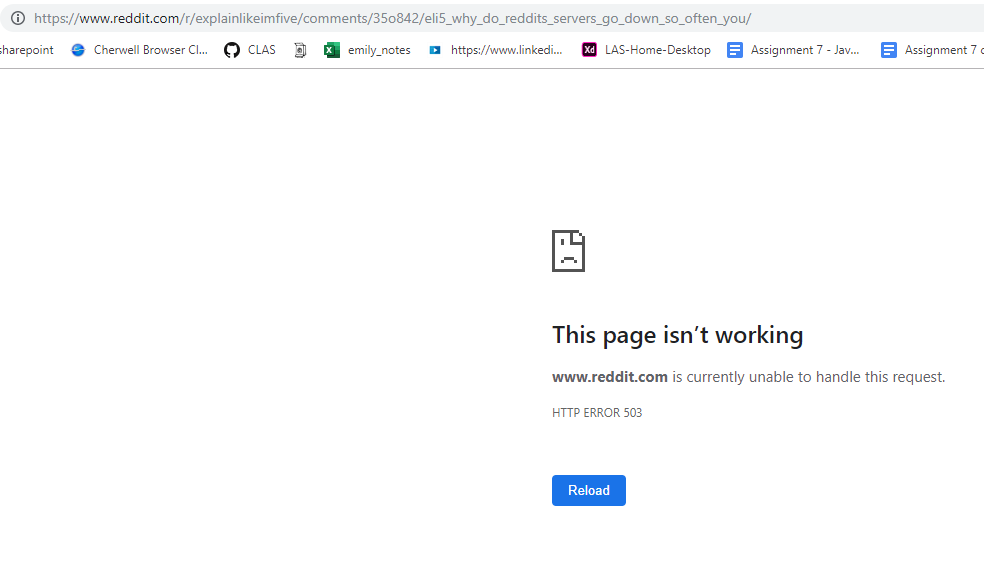 https://www.reddit.com/r/explainlikeimfive/comments/35o842/eli5_why_do_reddits_servers_go_down_so_often_you/
sharepoint Cherwell Browser Cl... CLAS emily_notes https://www.linkedi... Xd LAS-Home-Desktop Assignment 7 - Jav... Assignment 7 c
This page isn’t working
www.reddit.com is currently unable to handle this request.
HTTP ERROR 503
Reload